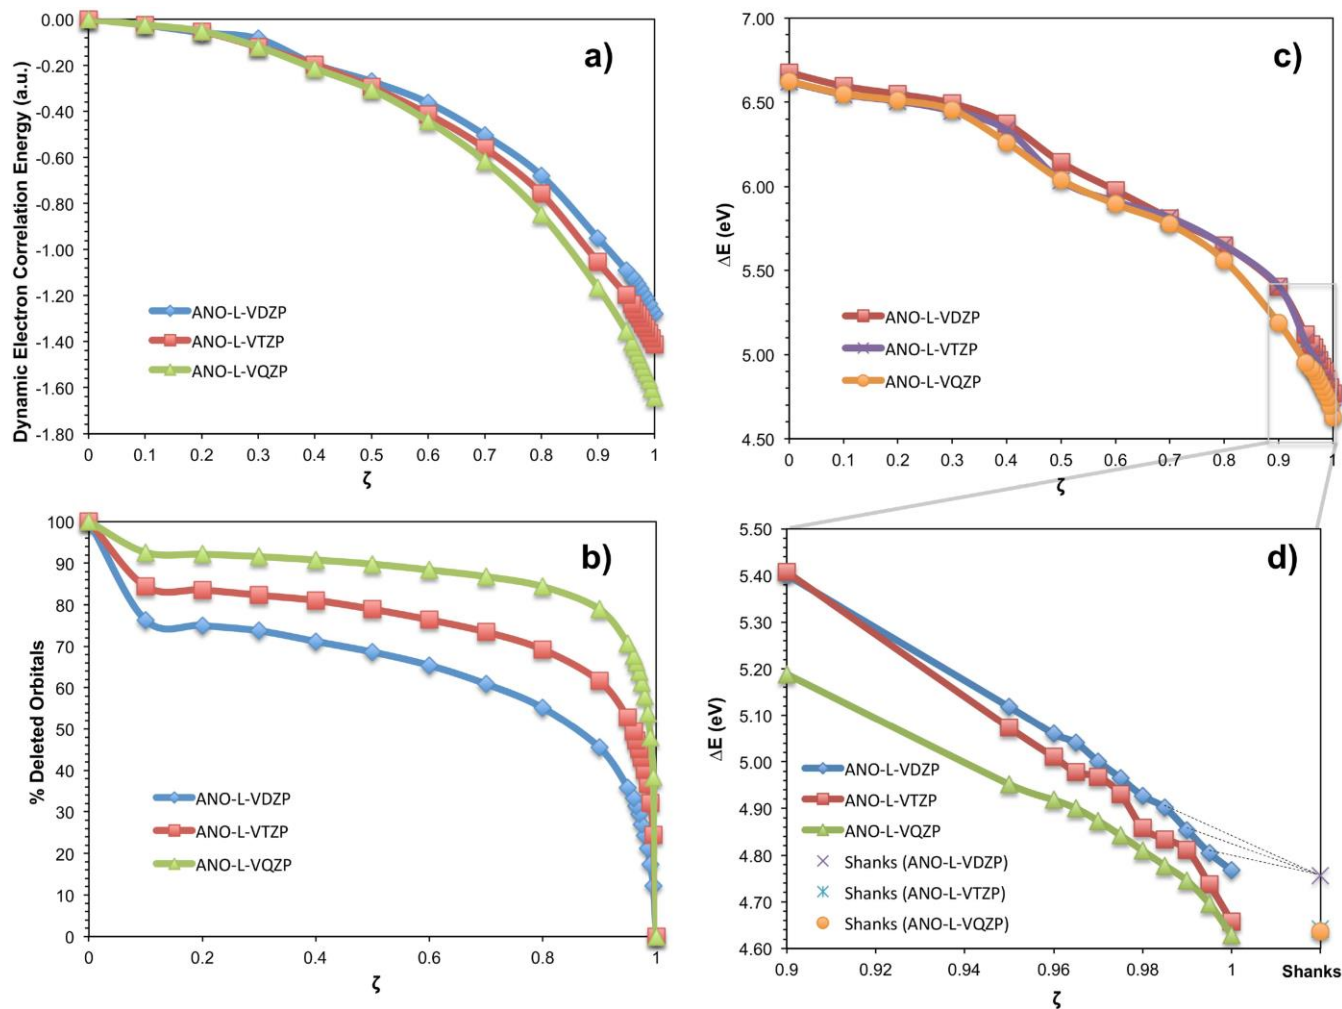 a)
0.00
-0.20
-0.40
-0.60
-0.80
-1.00
-1.20
-1.40
-1.60
-1.80
Dynamic Electron Correlation Energy (a.u.)
ANO-L-VDZP
ANO-L-VTZP
ANO-L-VQZP
0 0.1 0.2 0.3 0.4 0.5 0.6 0.7 0.8 0.9 1
ζ
c)
7.00
6.50
6.00
5.50
5.00
4.50
ΔE (eV)
ANO-L-VDZP
ANO-L-VTZP
ANO-L-VQZP
0 0.1 0.2 0.3 0.4 0.5 0.6 0.7 0.8 0.9 1
ζ
b)
100
90
80
70
60
50
40
30
20
10
0
% Deleted Orbitals
ANO-L-VDZP
ANO-L-VTZP
ANO-L-VQZP
0 0.2 0.4 0.6 0.8 1
ζ
d)
5.50
5.40
5.30
5.20
5.10
5.00
4.90
4.80
4.70
4.60
ΔE (eV)
ANO-L-VDZP
ANO-L-VTZP
ANO-L-VQZP
Shanks (ANO-L-VDZP)
Shanks (ANO-L-VTZP)
Shanks (ANO-L-VQZP)
0.9 0.92 0.94 0.96 0.98 1 Shanks
ζ